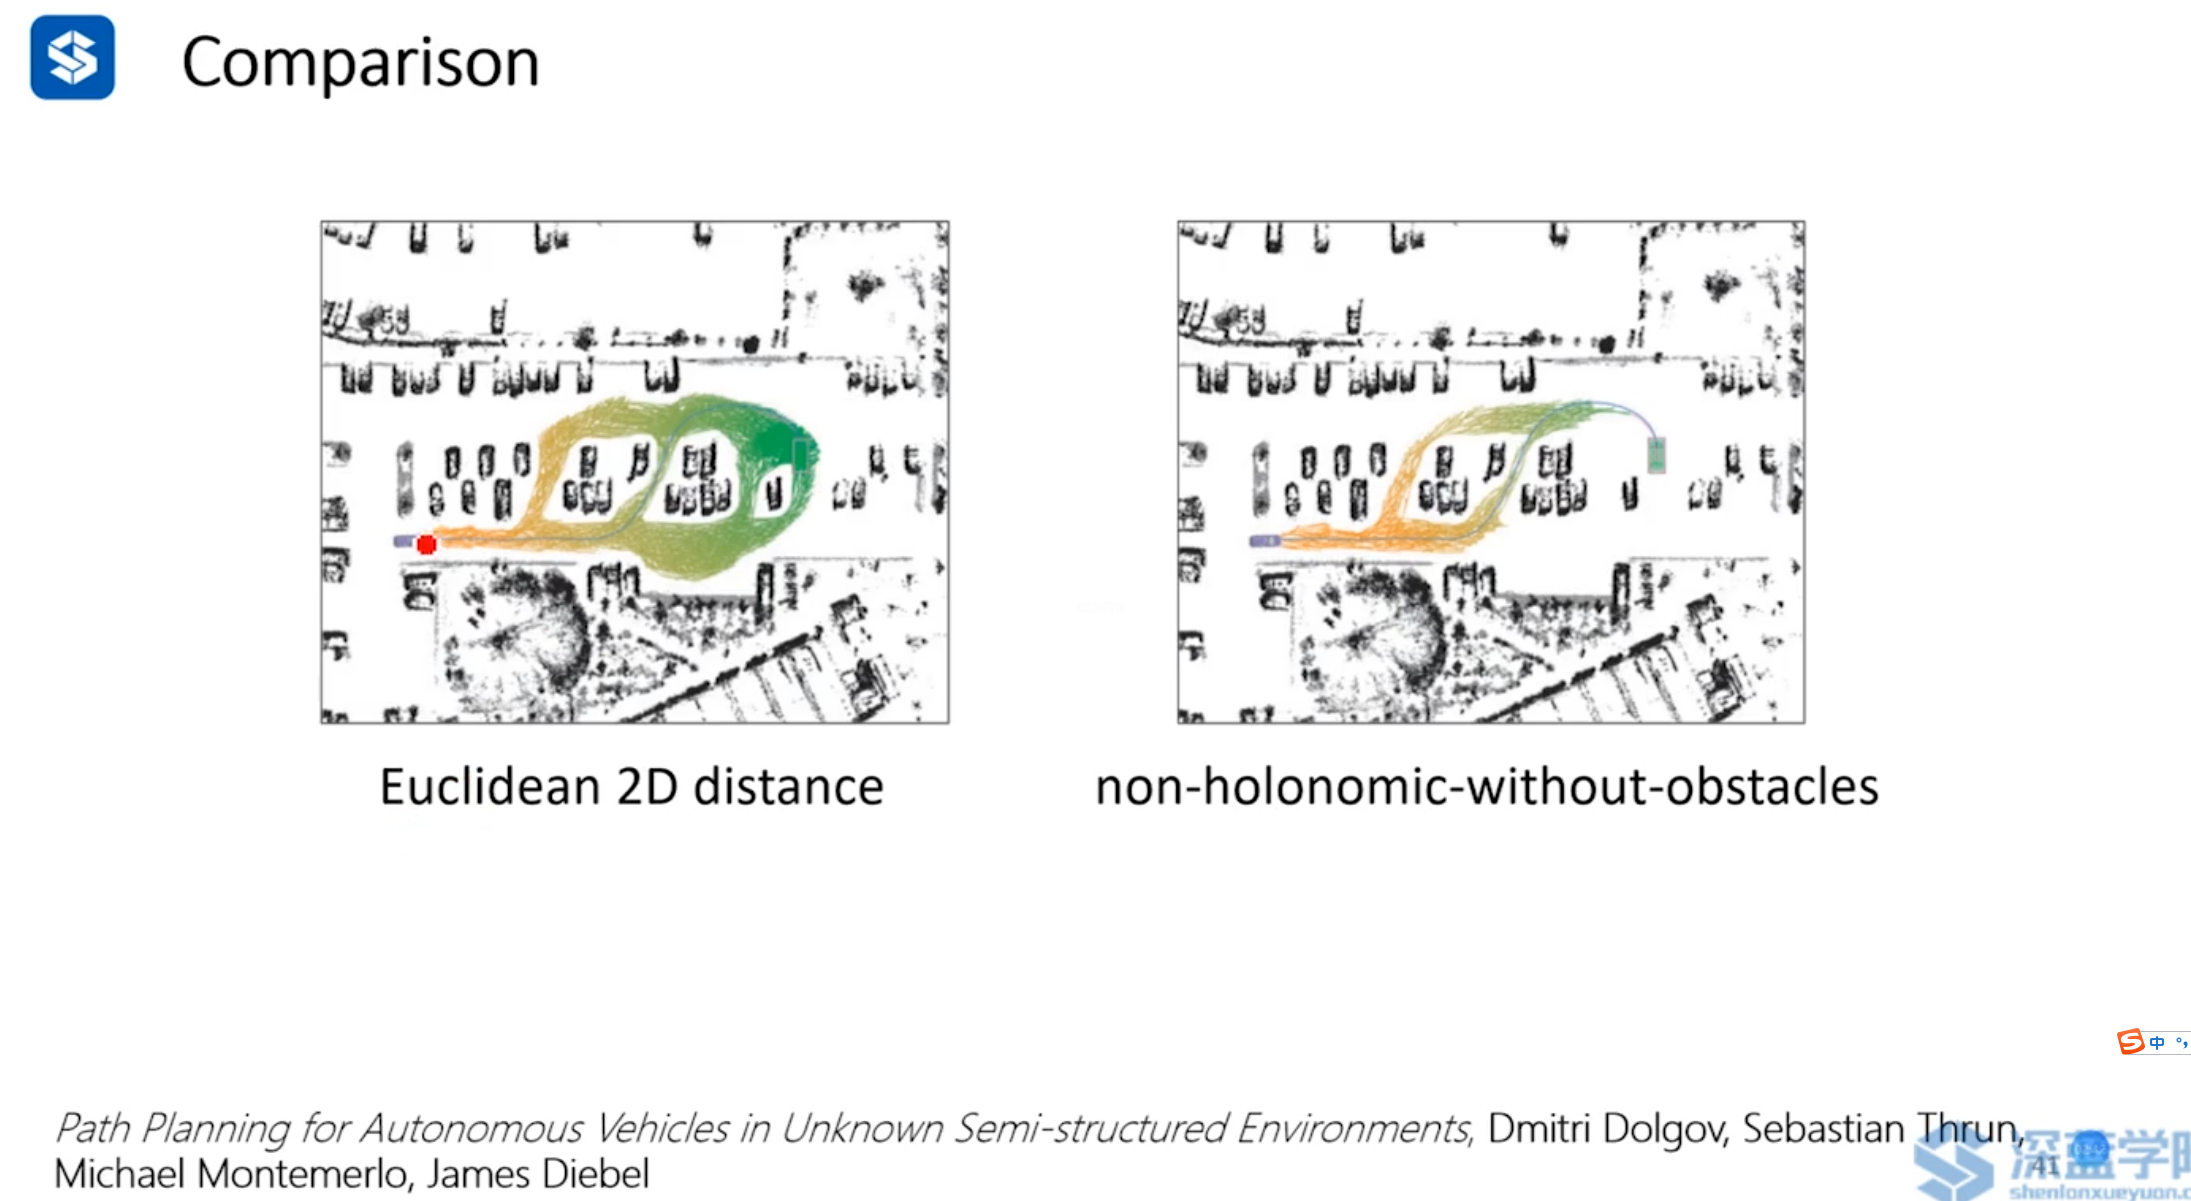 Comparison
Euclidean 2D distance
non-holonomic-without-obstacles
中
Path Planning for Autonomous Vehicles in Unknown Semi-structured Environments, Dmitri Dolgov, Sebastian Thrun,
Michael Montemerlo, James Diebel
41
深蓝学院